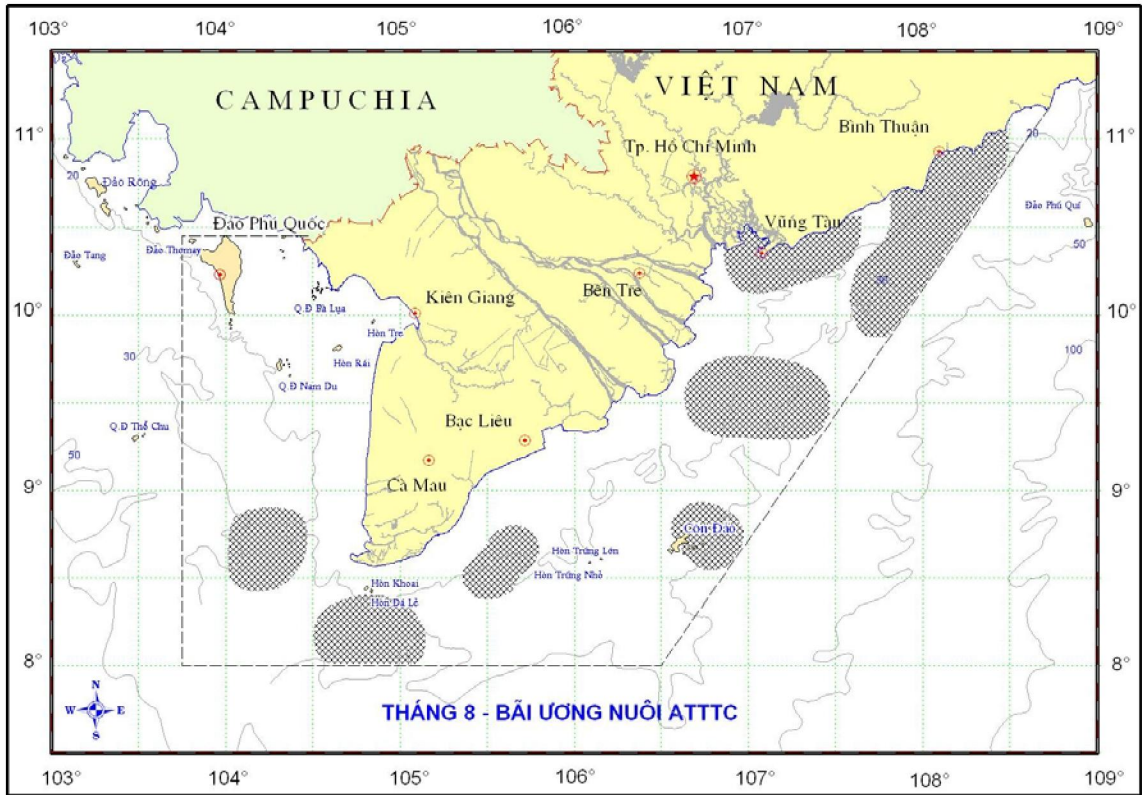 103° 104° 105° 106° 107° 108° 109°
VIỆT NAM
CAMPUCHIA
Bình Thuận
11° 11°
20
Tp. Hồ Chí Minh
20
Đảo Rồng
Đảo Phú Quí
Đảo Phú Quốc
Vũng Tàu
50
Đảo Thơmay
Đảo Tang
30
Bến Tre
Kiên Giang
Q.Đ Bà Lụa
10° 10°
Hòn Tre
100
30
Hòn Rái
Q.Đ Nam Du
Bạc Liêu
Q.Đ Thổ Chu
50
Cà Mau
9° 9°
Côn Đảo
Hòn Trứng Lớn
Hòn Trứng Nhỏ
Hòn Khoai
Hòn Đá Lẻ
8° 8°
N
W E
S
THÁNG 8 - BÃI ƯƠNG NUÔI ATTTC
103° 104° 105° 106° 107° 108° 109°